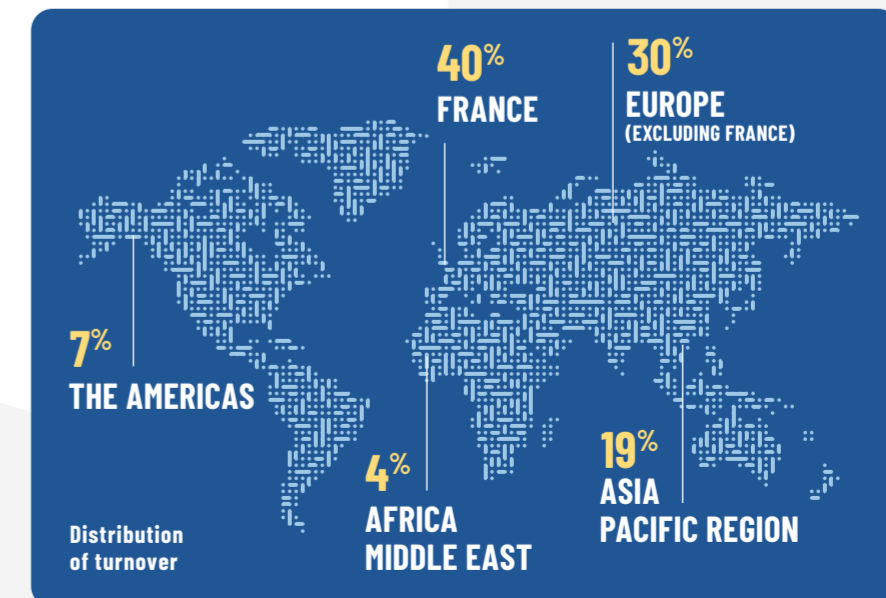 40%
FRANCE
30%
EUROPE
(EXCLUDING FRANCE)
7%
THE AMERICAS
4%
AFRICA
MIDDLE EAST
19%
ASIA
PACIFIC REGION
Distribution
of turnover